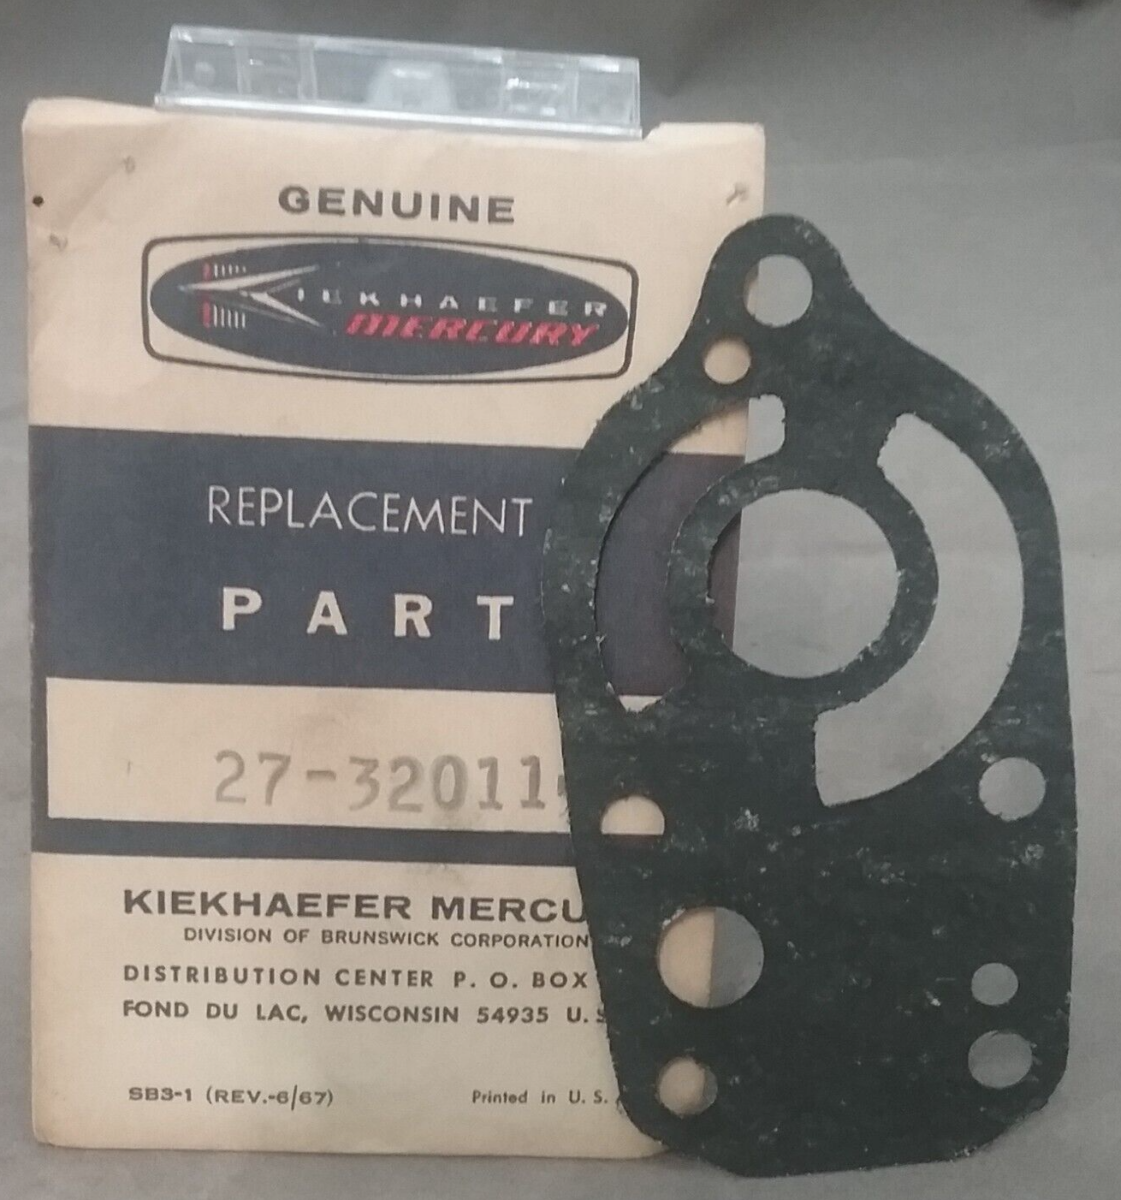 GENUINE
KIEKHAEFER
MERCURY
REPLACEMENT
PART
27-32011
KIEKHAEFER MERCU
DIVISION OF BRUNSWICK CORPORATION
DISTRIBUTION CENTER P. O. BOX
FOND DU LAC, WISCONSIN 54935 U. S
SB3-1 (REV.-6/67) Printed in U. S.